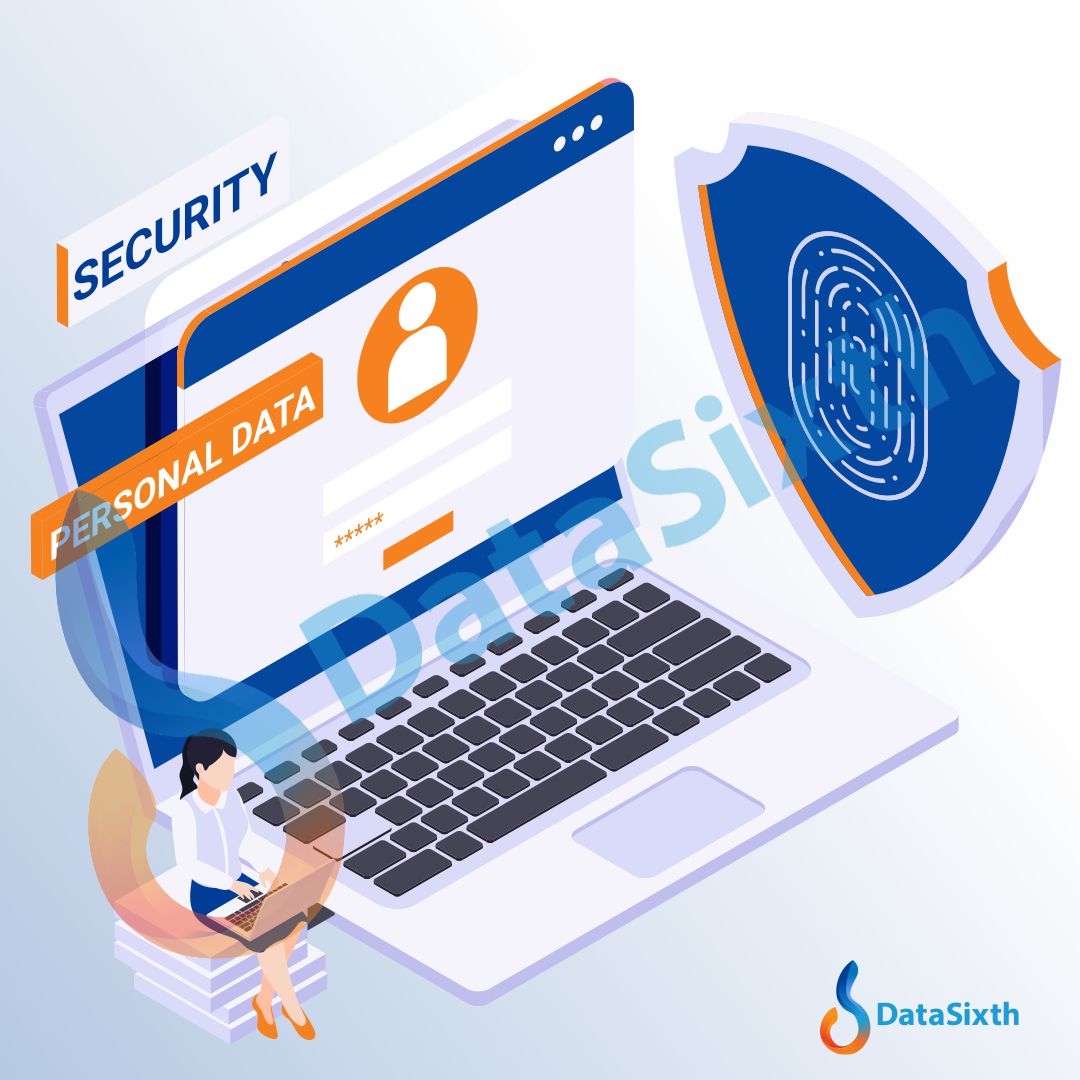 SECURITY
PERSONAL DATA
*****
DataSixth
DataSixth